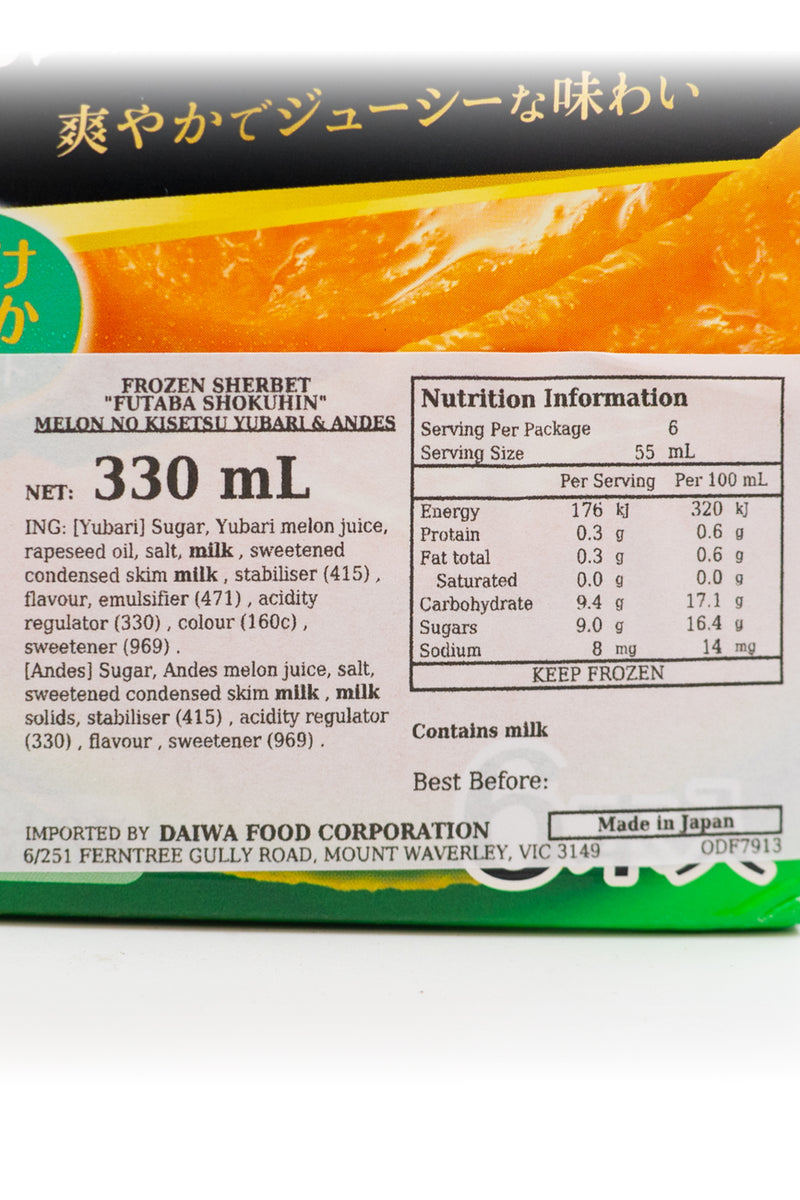 爽やかでジューシーな味わい
け
か
FROZEN SHERBET
"FUTABA SHOKUHIN"
MELON NO KISETSU YUBARI & ANDES
NET: 330 mL
ING: [Yubari] Sugar, Yubari melon juice,
rapeseed oil, salt, milk , sweetened
condensed skim milk , stabiliser (415) ,
flavour, emulsifier (471) , acidity
regulator (330) , colour (160c) ,
sweetener (969) .
[Andes] Sugar, Andes melon juice, salt,
sweetened condensed skim milk , milk
solids, stabiliser (415) , acidity regulator
(330) , flavour , sweetener (969) .
Nutrition Information
Serving Per Package 6
Serving Size 55 mL
Per Serving Per 100 mL
Energy 176 kJ 320 kJ
Protein 0.3 g 0.6 g
Fat total 0.3 g 0.6 g
Saturated 0.0 g 0.0 g
Carbohydrate 9.4 g 17.1 g
Sugars 9.0 g 16.4 g
Sodium 8 mg 14 mg
KEEP FROZEN
Contains milk
Best Before:
Made in Japan
IMPORTED BY DAIWA FOOD CORPORATION
6/251 FERNTREE GULLY ROAD, MOUNT WAVERLEY, VIC 3149
ODF7913